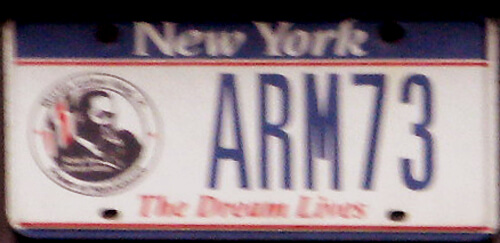 New York
ARM73
The Dream Lives